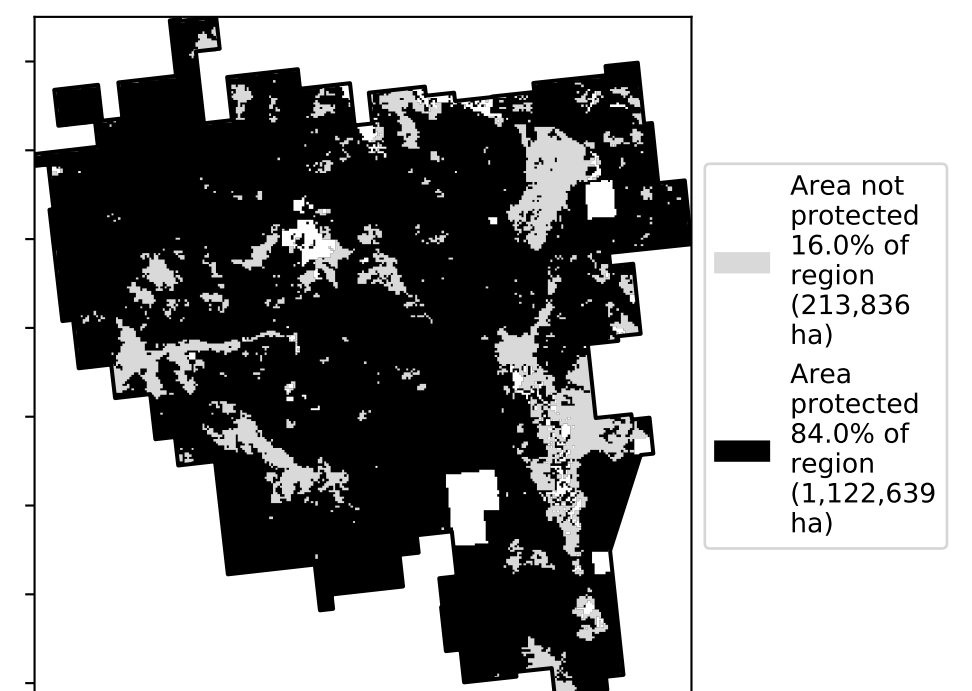 Area not
protected
16.0% of
region
(213,836
ha)
Area
protected
84.0% of
region
(1,122,639
ha)